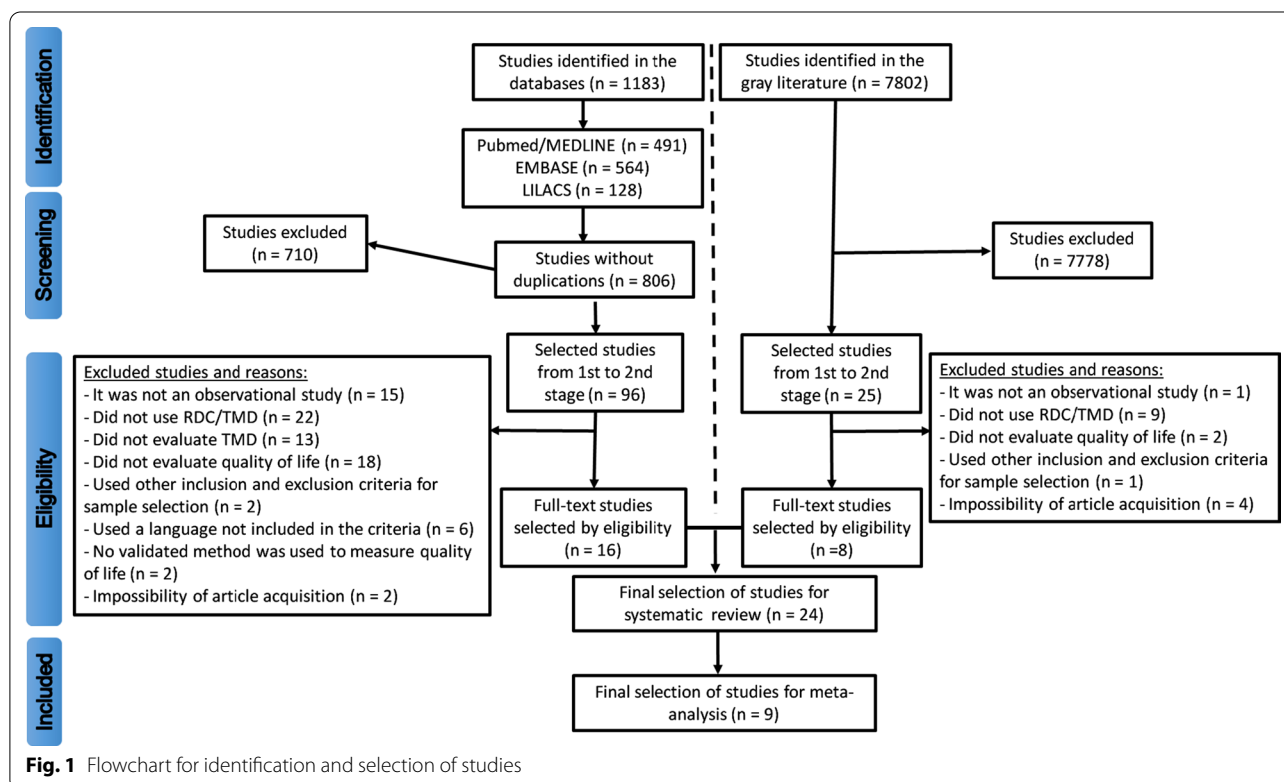 Identification
Studies identified in the
databases (n = 1183)
Studies identified in the
gray literature (n = 7802)
Pubmed/MEDLINE (n = 491)
EMBASE (n = 564)
LILACS (n = 128)
Screening
Studies excluded
(n = 710)
Studies without
duplications (n = 806)
Studies excluded
(n = 7778)
Eligibility
Selected studies
from 1st to 2nd
stage (n = 96)
Selected studies
from 1st to 2nd
stage (n = 25)
Excluded studies and reasons:
- It was not an observational study (n = 15)
- Did not use RDC/TMD (n = 22)
- Did not evaluate TMD (n = 13)
- Did not evaluate quality of life (n = 18)
- Used other inclusion and exclusion criteria for
sample selection (n = 2)
- Used a language not included in the criteria (n = 6)
- No validated method was used to measure quality
of life (n = 2)
- Impossibility of article acquisition (n = 2)
Excluded studies and reasons:
- It was not an observational study (n = 1)
- Did not use RDC/TMD (n = 9)
- Did not evaluate quality of life (n = 2)
- Used other inclusion and exclusion criteria
for sample selection (n = 1)
- Impossibility of article acquisition (n = 4)
Full-text studies
selected by eligibility
(n = 16)
Full-text studies
selected by eligibility
(n =8)
Final selection of studies for
systematic review (n = 24)
Included
Final selection of studies for meta-
analysis (n = 9)
Fig. 1 Flowchart for identification and selection of studies